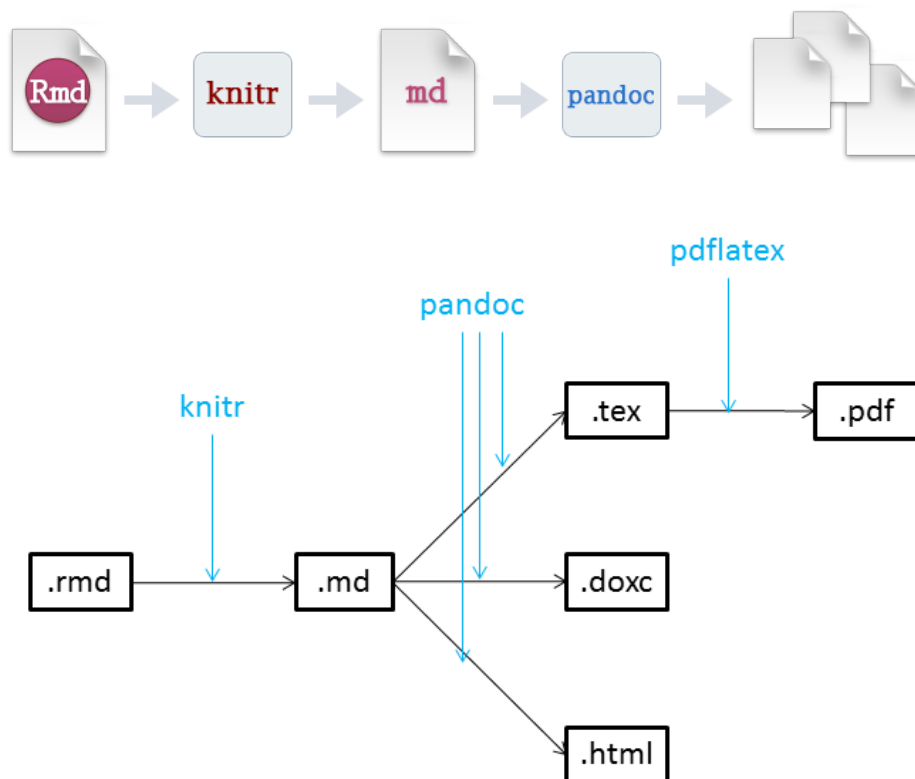 Rmd
knitr
md
pandoc
pdflatex
pandoc
knitr
.tex
.pdf
.rmd
.md
.doxc
.html